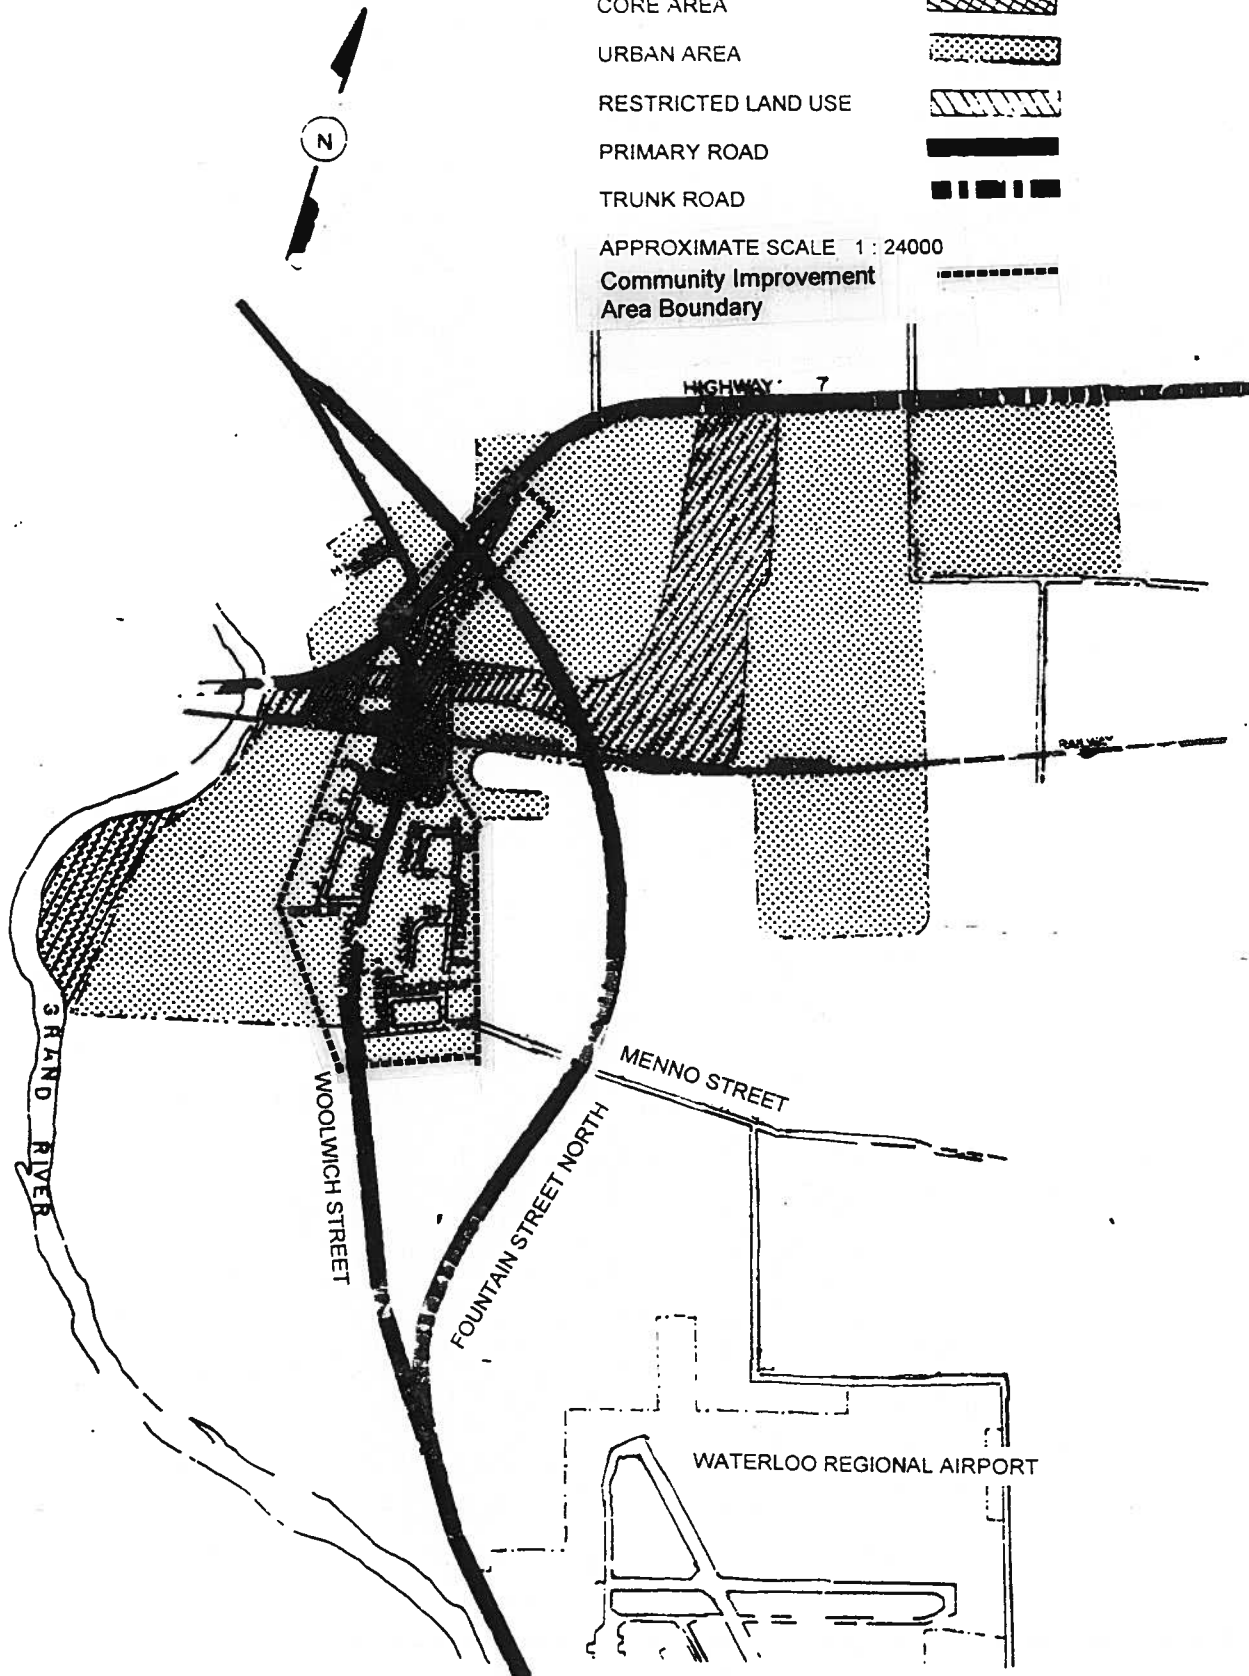 CORE AREA
URBAN AREA
RESTRICTED LAND USE
PRIMARY ROAD
TRUNK ROAD
APPROXIMATE SCALE 1 : 24000
Community Improvement
Area Boundary
N
HIGHWAY 7
RAILWAY
GRAND RIVER
MENNO STREET
WOOLWICH STREET
FOUNTAIN STREET NORTH
WATERLOO REGIONAL AIRPORT